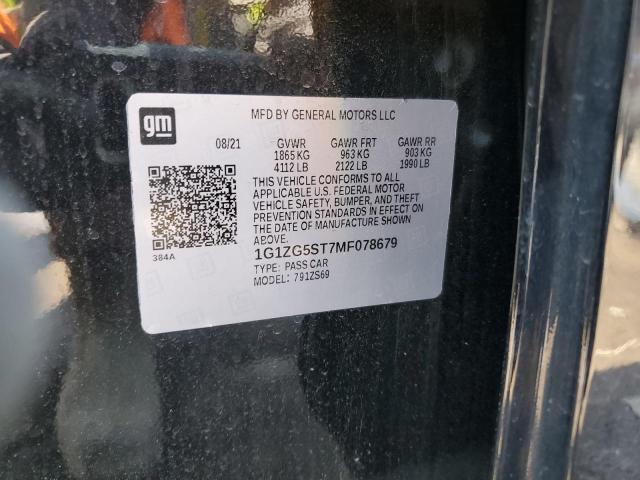 gm
MFD BY GENERAL MOTORS LLC
08/21 GVWR GAWR FRT GAWR RR
1865 KG 963 KG 903 KG
4112 LB 2122 LB 1990 LB
THIS VEHICLE CONFORMS TO ALL
APPLICABLE U.S. FEDERAL MOTOR
VEHICLE SAFETY, BUMPER, AND THEFT
PREVENTION STANDARDS IN EFFECT ON
THE DATE OF MANUFACTURE SHOWN
ABOVE.
384A
1G1ZG5ST7MF078679
TYPE: PASS CAR
MODEL: 791ZS69